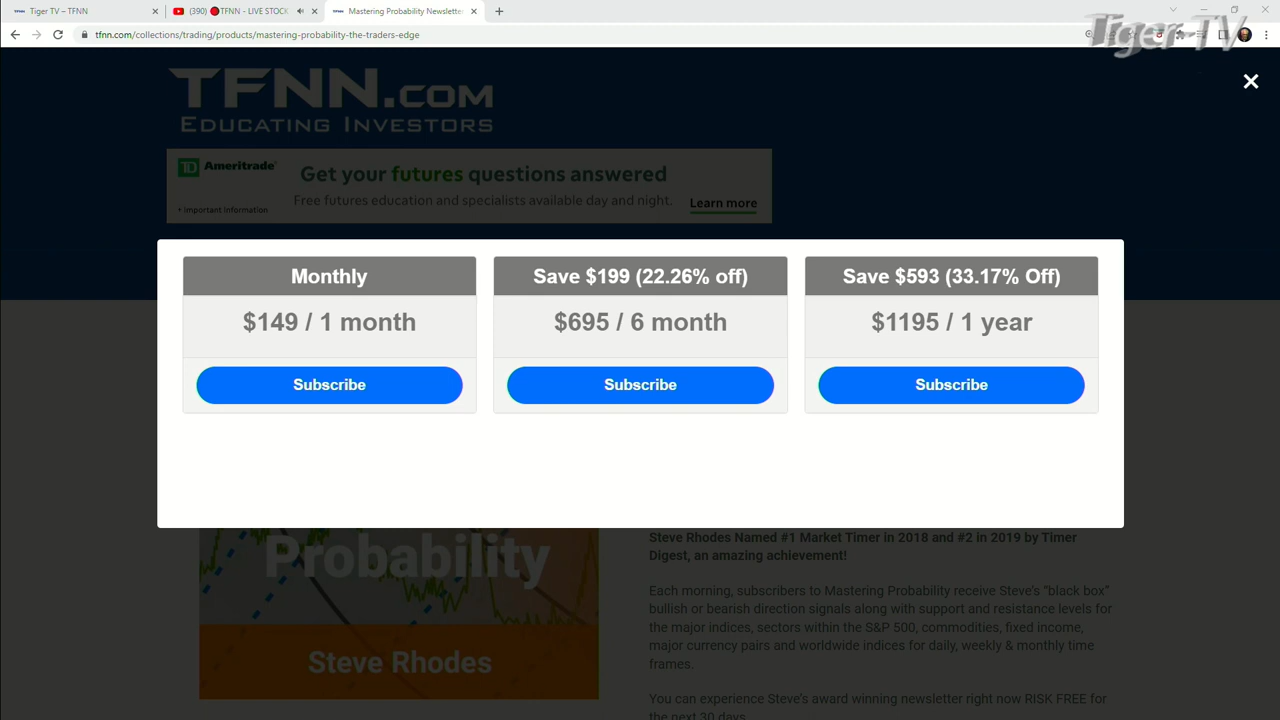 Tiger TV – TFNN
(390) 🔴TFNN - LIVE STOCK
Mastering Probability Newslette
tfnn.com/collections/trading/products/mastering-probability-the-traders-edge
Tiger TV
TFNN.COM
EDUCATING INVESTORS
TD Ameritrade
Get your futures questions answered
Free futures education and specialists available day and night.
Learn more
+ important information
Monthly
$149 / 1 month
Subscribe
Save $199 (22.26% off)
$695 / 6 month
Subscribe
Save $593 (33.17% Off)
$1195 / 1 year
Subscribe
Probability
Steve Rhodes
Steve Rhodes Named #1 Market Timer in 2018 and #2 in 2019 by Timer
Digest, an amazing achievement!
Each morning, subscribers to Mastering Probability receive Steve's "black box"
bullish or bearish direction signals along with support and resistance levels for
the major indices, sectors within the S&P 500, commodities, fixed income,
major currency pairs and worldwide indices for daily, weekly & monthly time
frames.
You can experience Steve's award winning newsletter right now RISK FREE for
the next 30 days